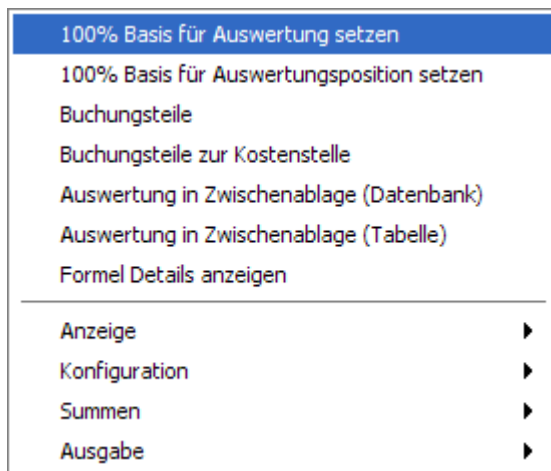 100% Basis für Auswertung setzen
100% Basis für Auswertungsposition setzen
Buchungsteile
Buchungsteile zur Kostenstelle
Auswertung in Zwischenablage (Datenbank)
Auswertung in Zwischenablage (Tabelle)
Formel Details anzeigen
Anzeige
Konfiguration
Summen
Ausgabe